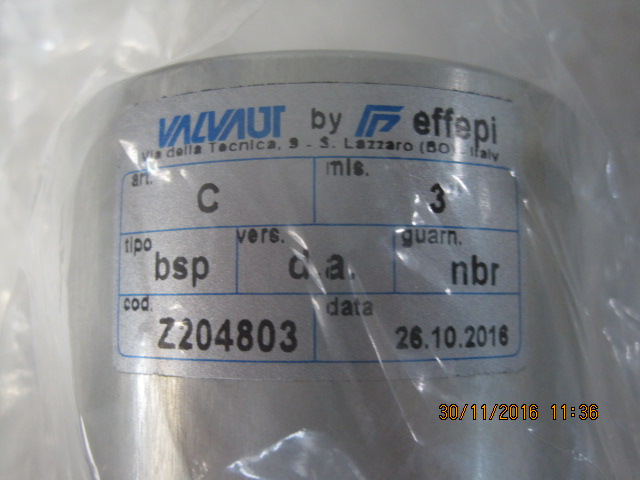 VALVAUT by effepi
Via della Tecnica, 9 - S. Lazzaro (BO) Italy
art. C mis. 3
tipo bsp vers. d.a. guarn. nbr
cod. Z204803 data 26.10.2016
30/11/2016 11:36